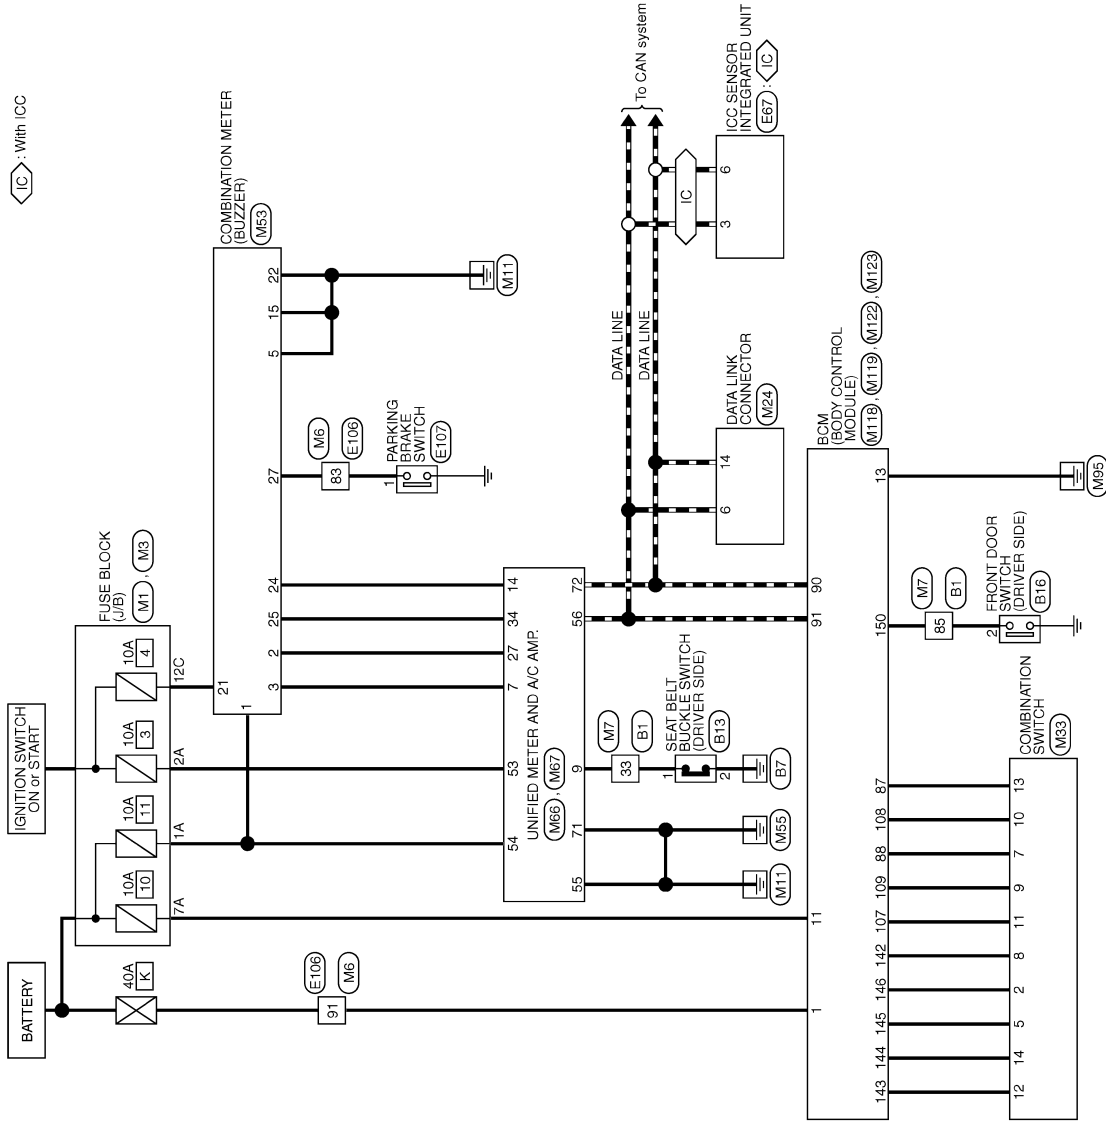 IC : With ICC
IGNITION SWITCH
ON or START
BATTERY
FUSE BLOCK
(J/B)
M1 , M3
10A
4
10A
3
10A
11
10A
10
40A
K
12C
2A
1A
7A
E106
M6
91
COMBINATION METER
(BUZZER)
M53
21
1
22
15
5
27
24
25
2
3
M11
M6
E106
83
PARKING
BRAKE
SWITCH
E107
1
14
34
27
7
53
54
UNIFIED METER AND A/C AMP.
M66 , M67
72
56
9
71
55
M7
B1
33
SEAT BELT
BUCKLE SWITCH
(DRIVER SIDE)
B13
1
2
B7
M55
M11
To CAN system
DATA LINE
DATA LINE
IC
ICC SENSOR
INTEGRATED UNIT
E67 : IC
6
3
DATA LINK
CONNECTOR
M24
14
6
BCM
(BODY CONTROL
MODULE)
M118 , M119 , M122 , M123
90
91
11
1
13
150
87
108
88
109
107
142
146
145
144
143
M95
M7
B1
85
FRONT DOOR
SWITCH
(DRIVER SIDE)
B16
2
COMBINATION
SWITCH
M33
13
10
7
9
11
8
2
5
14
12